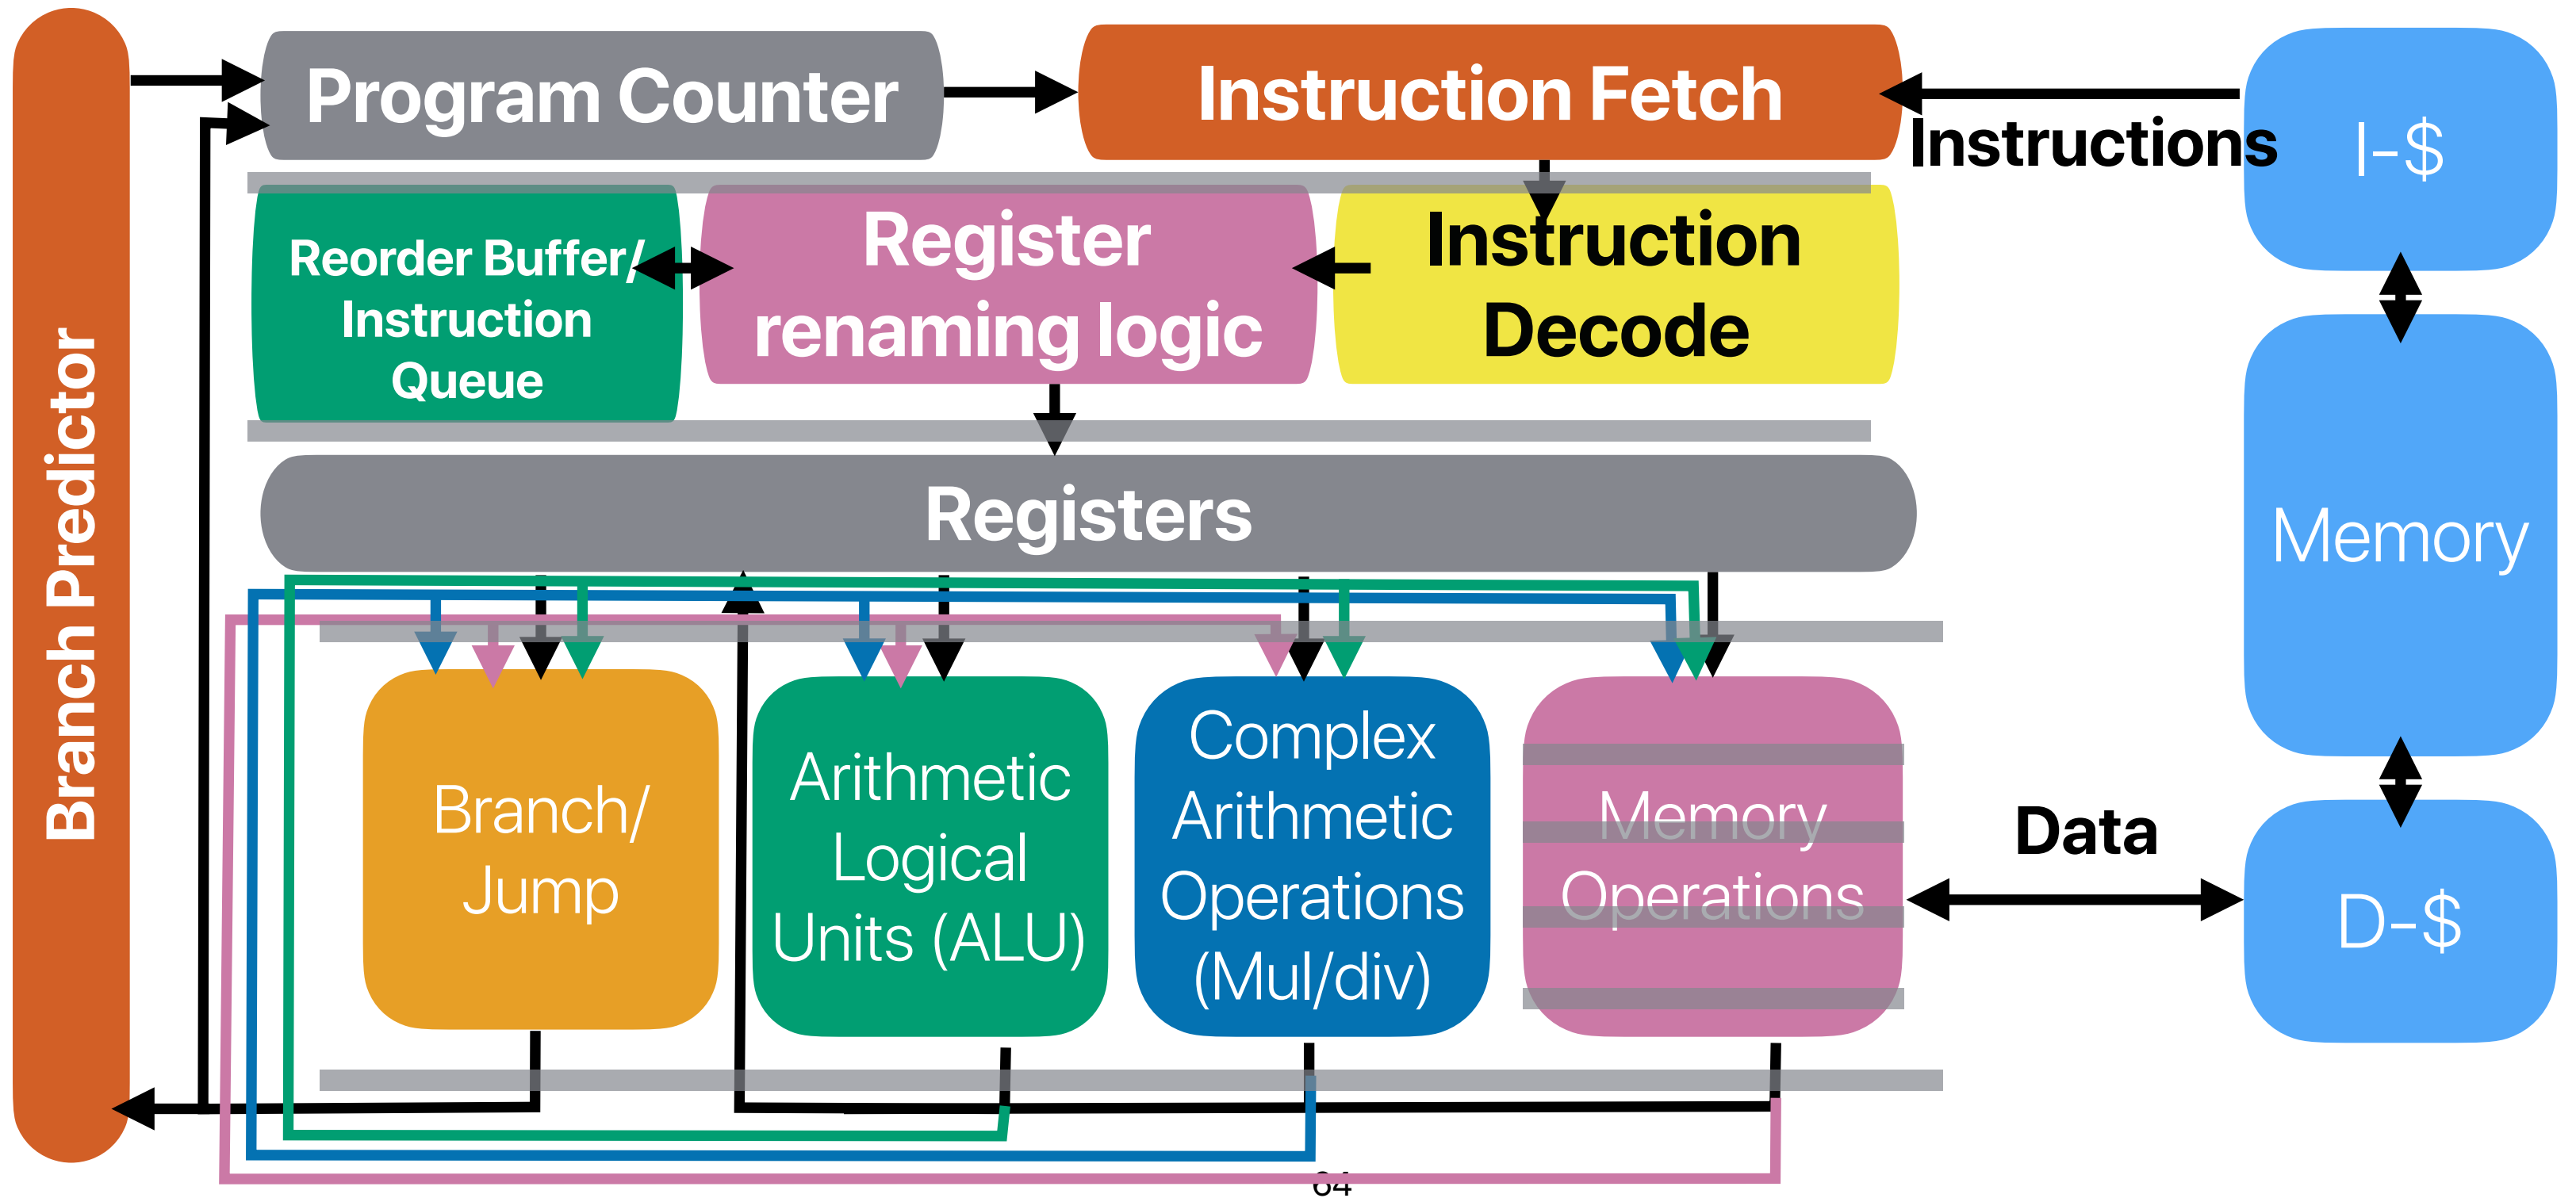 Branch Predictor
Program Counter
Instruction Fetch
Instructions
I-$
Reorder Buffer/
Instruction
Queue
Register
renaming logic
Instruction
Decode
Registers
Memory
Branch/
Jump
Arithmetic
Logical
Units (ALU)
Complex
Arithmetic
Operations
(Mul/div)
Memory
Operations
Data
D-$
64